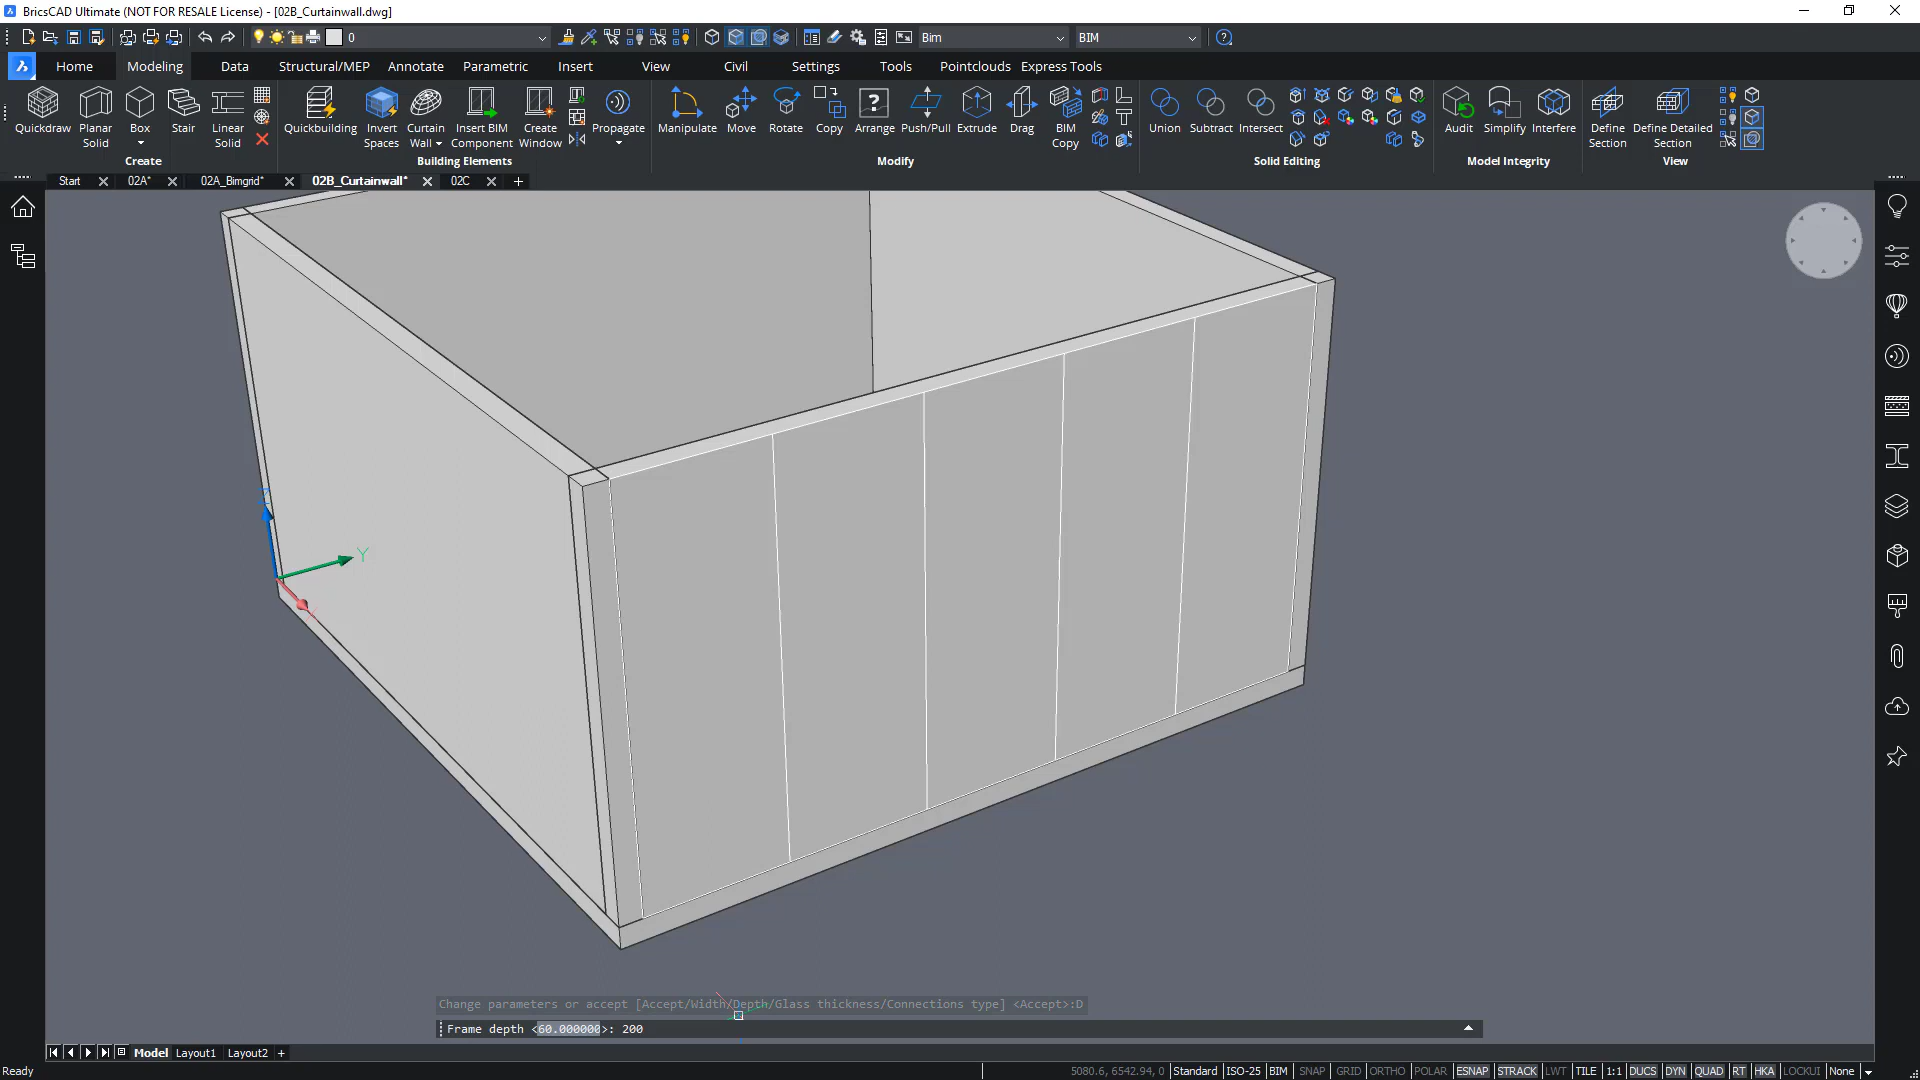 BricsCAD Ultimate (NOT FOR RESALE License) - [02B_Curtainwall.dwg]
0 Bim BIM
Home Modeling Data Structural/MEP Annotate Parametric Insert View Civil Settings Tools Pointclouds Express Tools
Quickdraw Planar Solid Box Stair Linear Solid Quickbuilding Invert Spaces Curtain Wall Insert BIM Component Create Window Propagate Manipulate Move Rotate Copy Arrange Push/Pull Extrude Drag BIM Copy Union Subtract Intersect Audit Simplify Interfere Define Section Define Detailed Section
Create Building Elements Modify Solid Editing Model Integrity View
Start 02A* 02A_Bimgrid* 02B_Curtainwall* 02C
Z
Y
X
Change parameters or accept [Accept/Width/Depth/Glass thickness/Connections type] <Accept>:D
Frame depth <60.000000>: 200
Model Layout1 Layout2 +
Ready 5080.6, 6542.94, 0 Standard ISO-25 BIM SNAP GRID ORTHO POLAR ESNAP STRACK LWT TILE 1:1 DUCS DYN QUAD RT HKA LOCKUI None